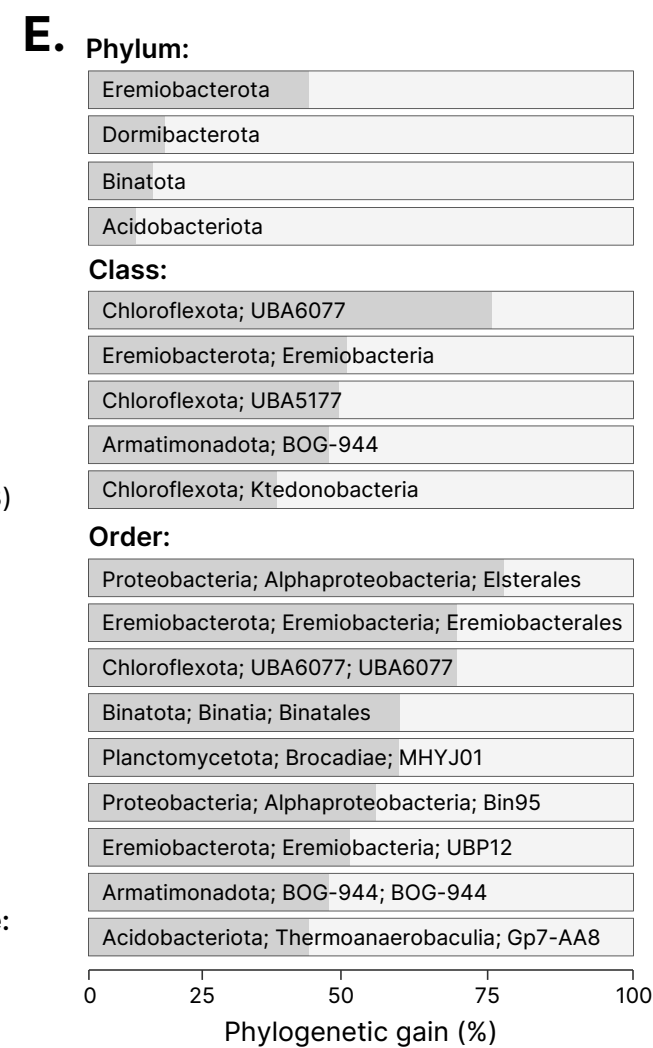 E.
Phylum:
Eremiobacterota
Dormibacterota
Binatota
Acidobacteriota
Class:
Chloroflexota; UBA6077
Eremiobacterota; Eremiobacteria
Chloroflexota; UBA5177
Armatimonadota; BOG-944
Chloroflexota; Ktedonobacteria
)
Order:
Proteobacteria; Alphaproteobacteria; Elsterales
Eremiobacterota; Eremiobacteria; Eremiobacterales
Chloroflexota; UBA6077; UBA6077
Binatota; Binatia; Binatales
Planctomycetota; Brocadiae; MHYJ01
Proteobacteria; Alphaproteobacteria; Bin95
Eremiobacterota; Eremiobacteria; UBP12
Armatimonadota; BOG-944; BOG-944
:
Acidobacteriota; Thermoanaerobaculia; Gp7-AA8
0 25 50 75 100
Phylogenetic gain (%)